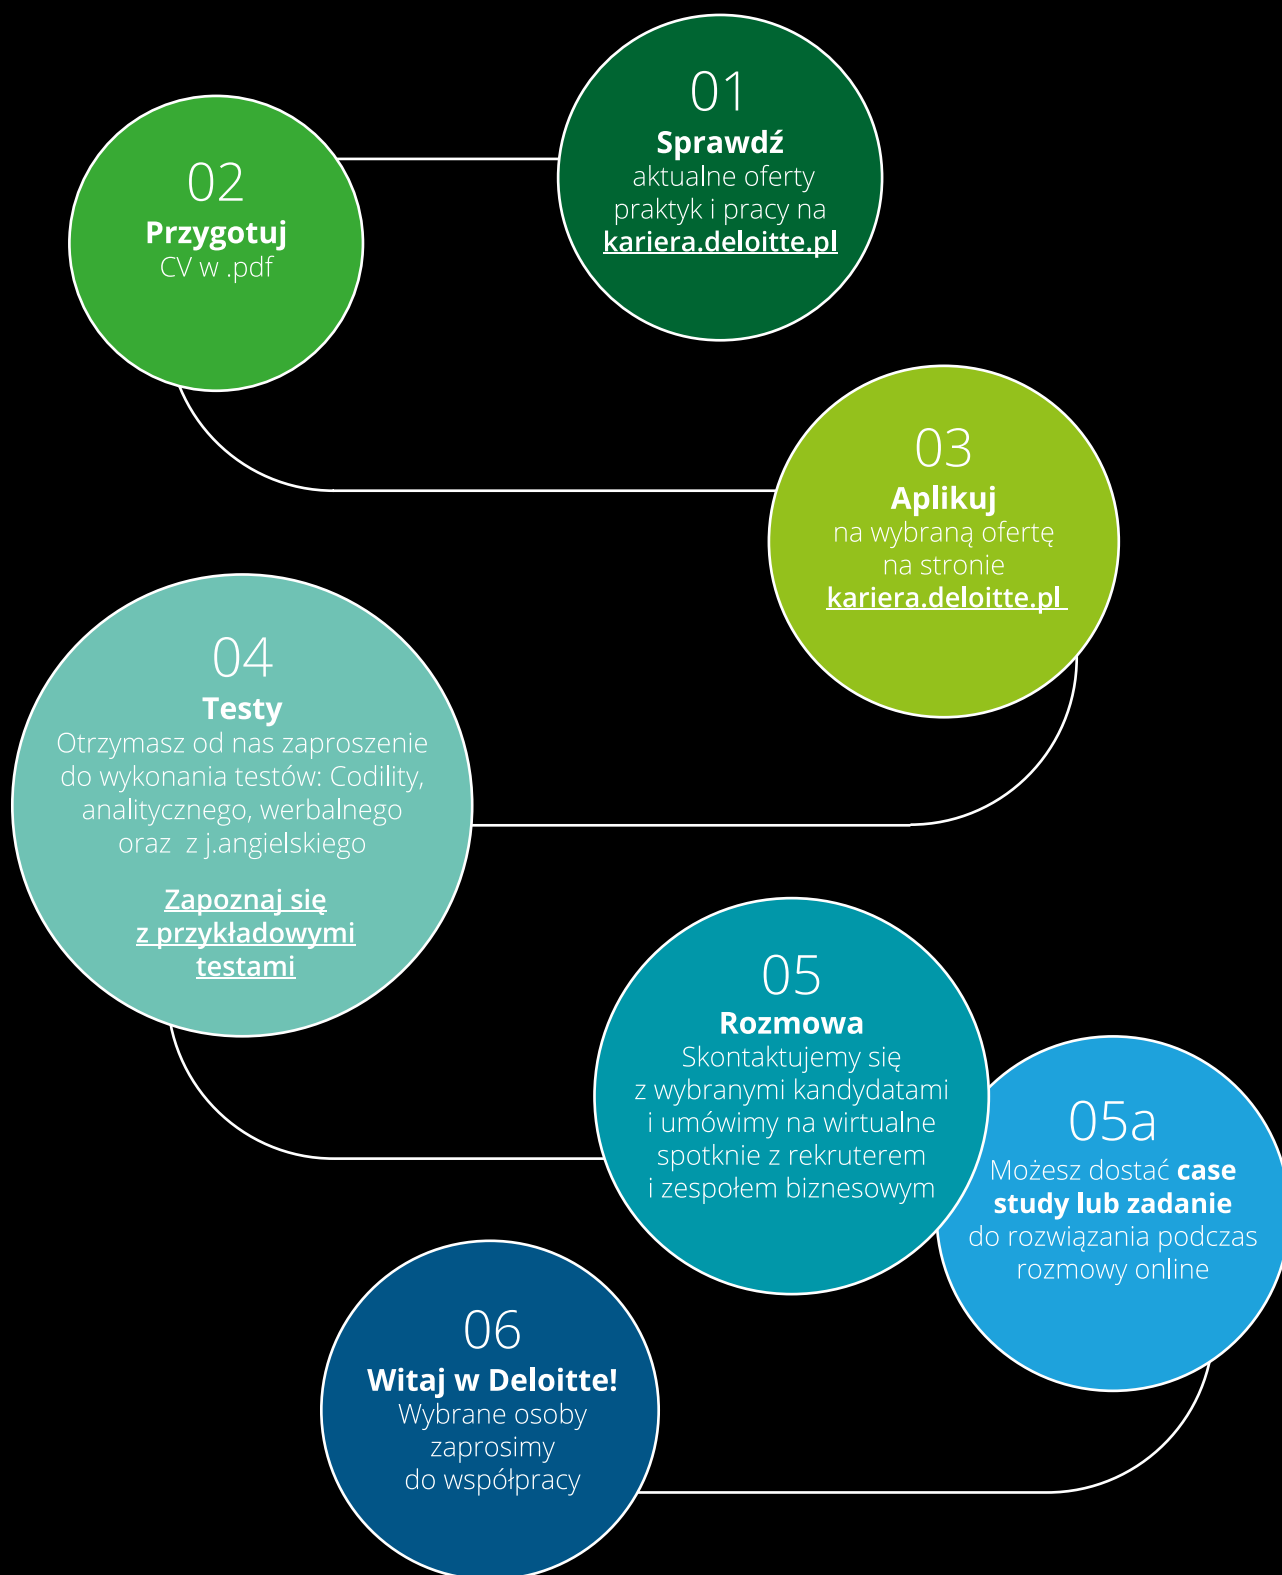 01
Sprawdź
aktualne oferty
praktyk i pracy na
kariera.deloitte.pl
02
Przygotuj
CV w .pdf
03
Aplikuj
na wybraną ofertę
na stronie
kariera.deloitte.pl
04
Testy
Otrzymasz od nas zaproszenie
do wykonania testów: Codility,
analitycznego, werbalnego
oraz z j.angielskiego
Zapoznaj się
z przykładowymi
testami
05
Rozmowa
Skontaktujemy się
z wybranymi kandydatami
i umówimy na wirtualne
spotknie z rekruterem
i zespołem biznesowym
05a
Możesz dostać case
study lub zadanie
do rozwiązania podczas
rozmowy online
06
Witaj w Deloitte!
Wybrane osoby
zaprosimy
do współpracy